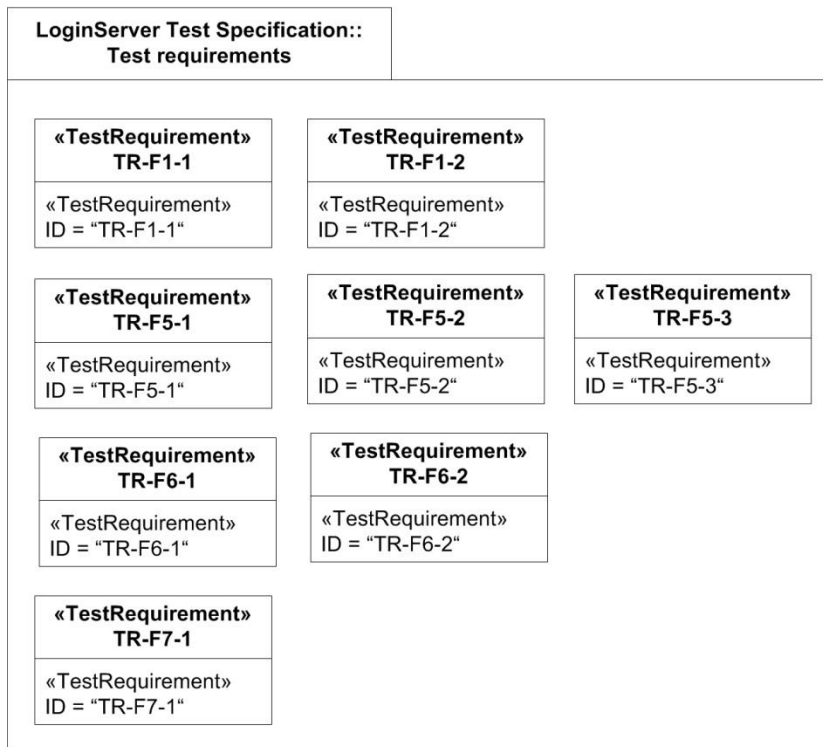 LoginServer Test Specification::
Test requirements
«TestRequirement»
TR-F1-1
«TestRequirement»
ID = “TR-F1-1“
«TestRequirement»
TR-F1-2
«TestRequirement»
ID = “TR-F1-2“
«TestRequirement»
TR-F5-1
«TestRequirement»
ID = “TR-F5-1“
«TestRequirement»
TR-F5-2
«TestRequirement»
ID = “TR-F5-2“
«TestRequirement»
TR-F5-3
«TestRequirement»
ID = “TR-F5-3“
«TestRequirement»
TR-F6-1
«TestRequirement»
ID = “TR-F6-1“
«TestRequirement»
TR-F6-2
«TestRequirement»
ID = “TR-F6-2“
«TestRequirement»
TR-F7-1
«TestRequirement»
ID = “TR-F7-1“